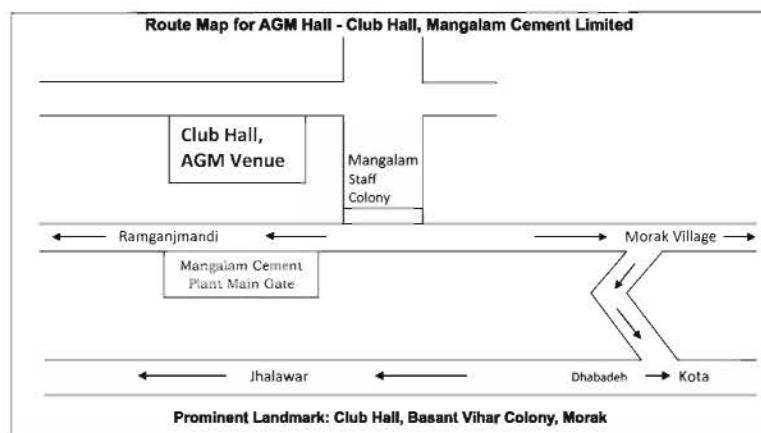 Route Map for AGM Hall - Club Hall, Mangalam Cement Limited
Club Hall,
AGM Venue
Mangalam
Staff
Colony
Ramganjmandi
Morak Village
Mangalam Cement
Plant Main Gate
Jhalawar
Dhabadeh
Kota
Prominent Landmark: Club Hall, Basant Vihar Colony, Morak